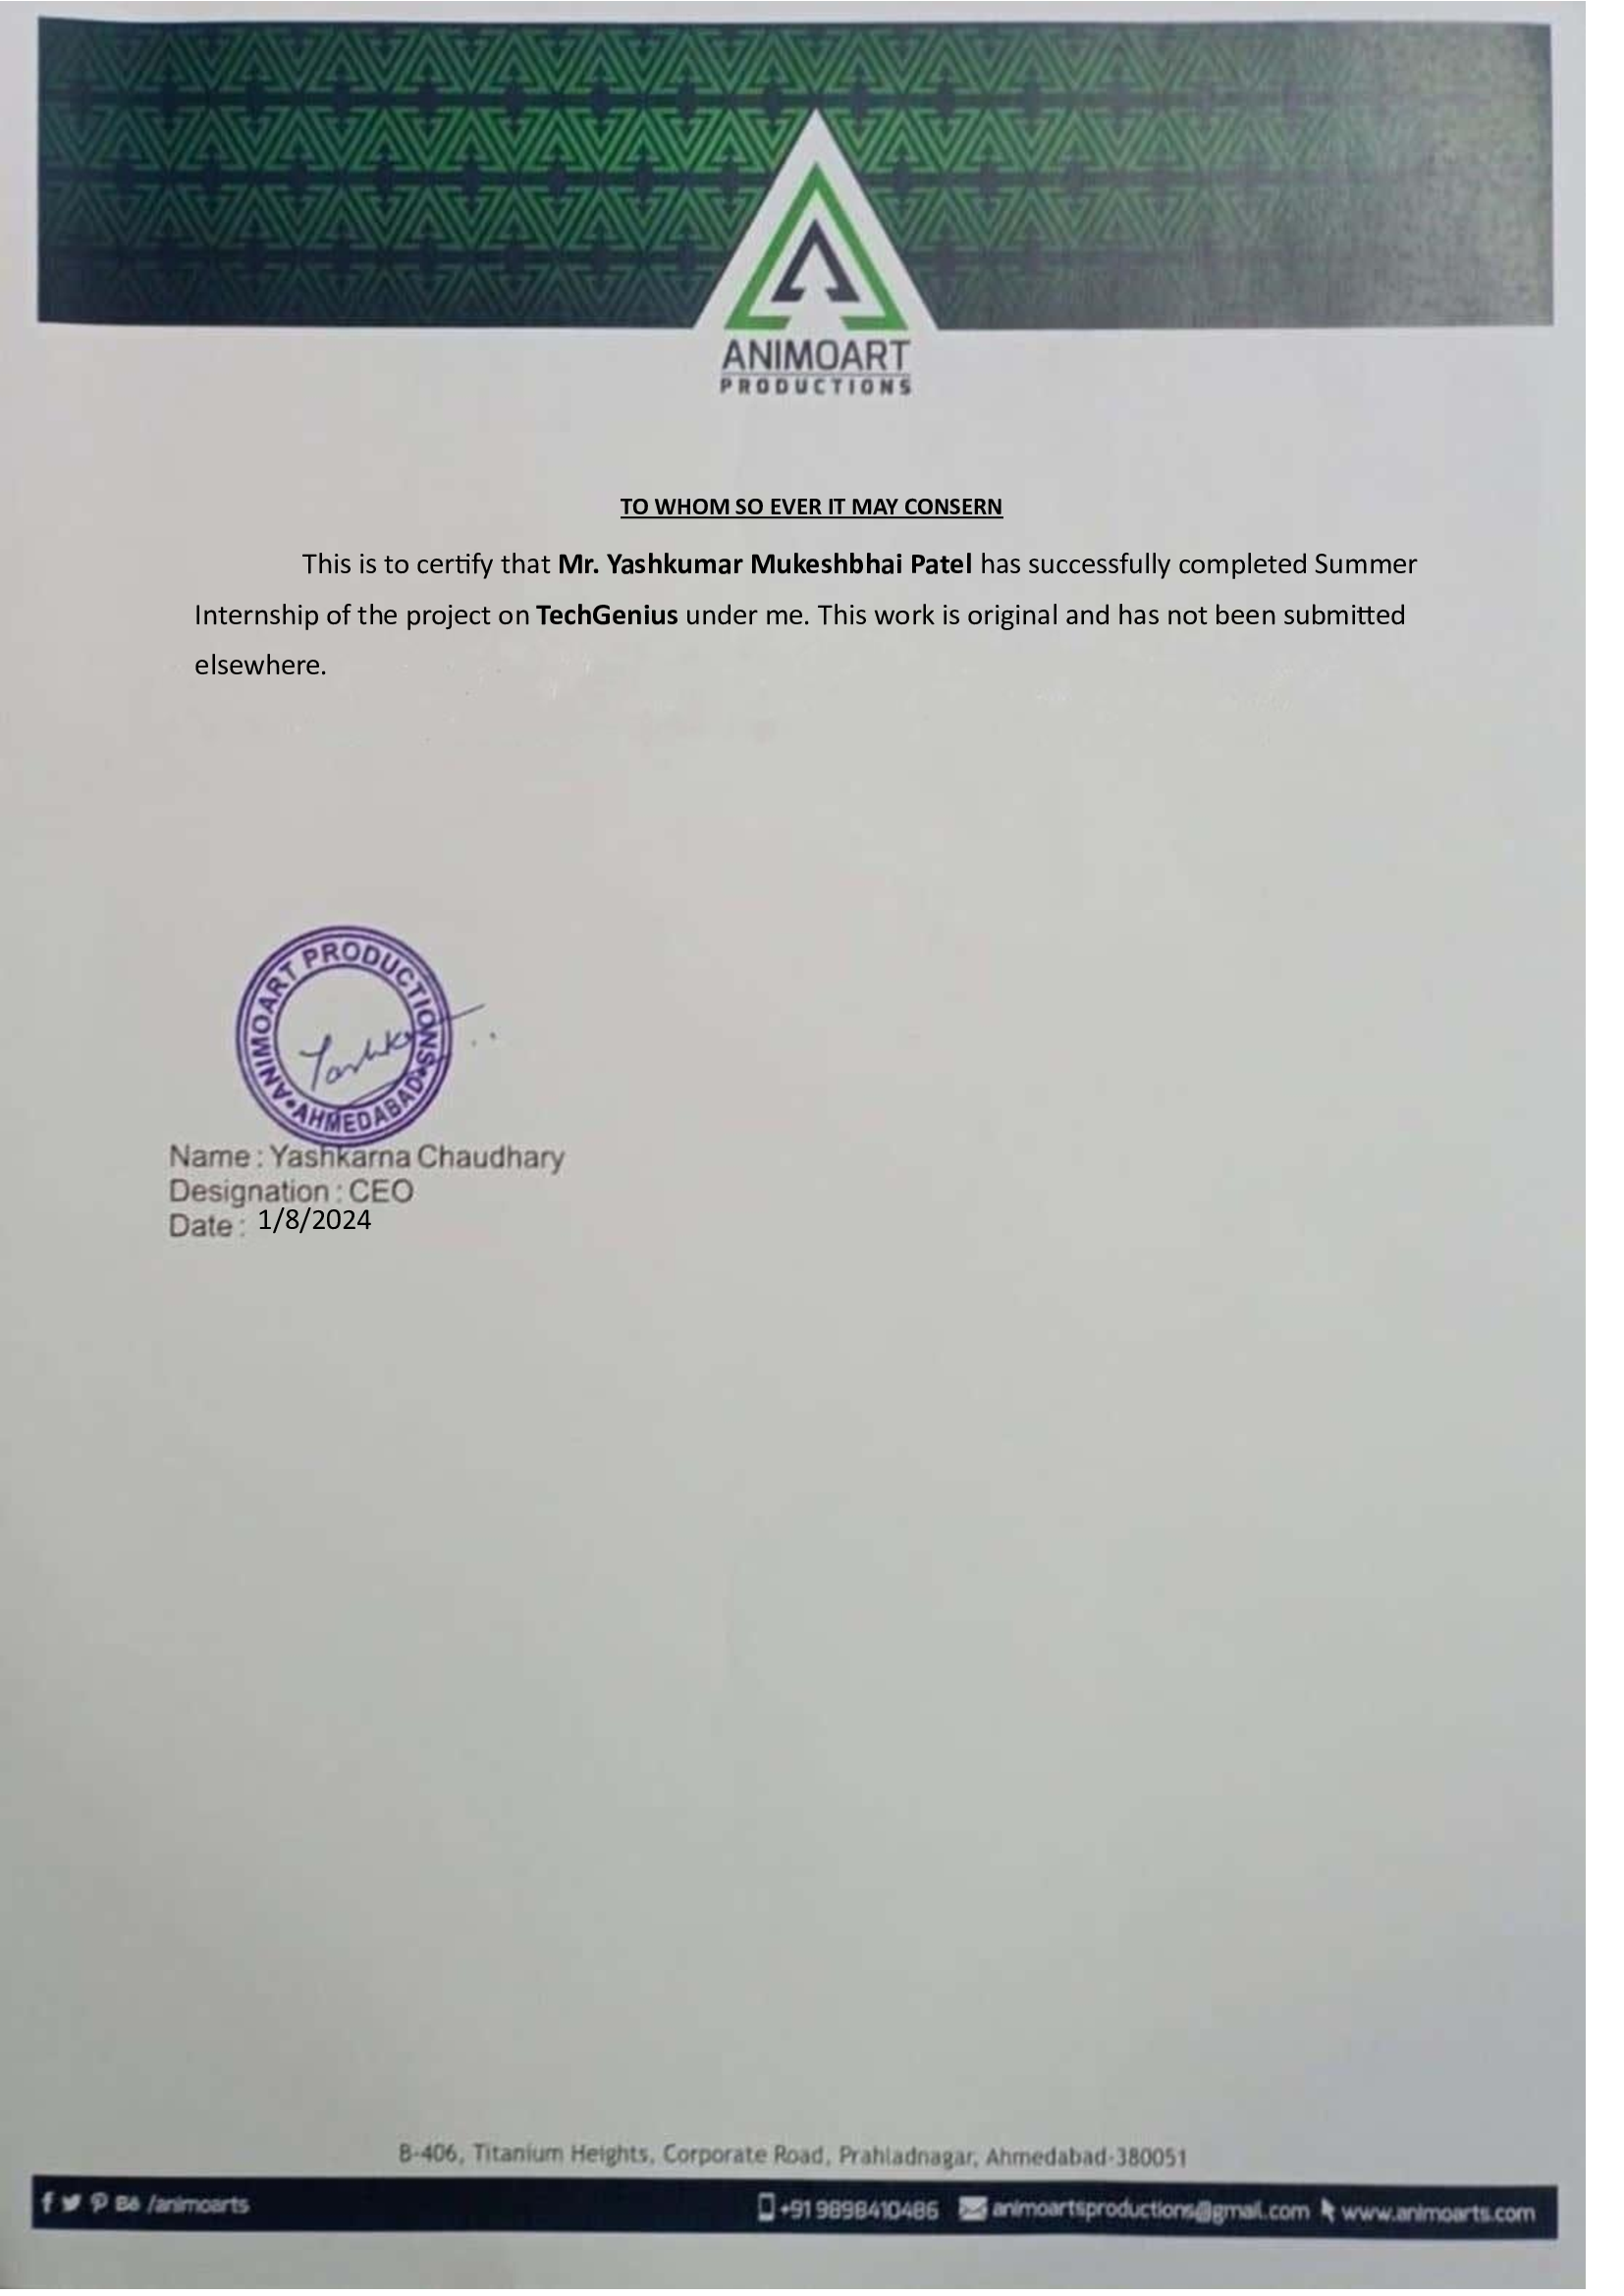 ANIMOART
PRODUCTIONS
TO WHOM SO EVER IT MAY CONSERN
This is to certify that Mr. Yashkumar Mukeshbhai Patel has successfully completed Summer
Internship of the project on TechGenius under me. This work is original and has not been submitted
elsewhere.
ANIMOART PRODUCTIONS
AHMEDABAD
Name : Yashkarna Chaudhary
Designation : CEO
Date : 1/8/2024
B-406, Titanium Heights, Corporate Road, Prahladnagar, Ahmedabad-380051
/animoarts
+91 9898410486 animoartsproductions@gmail.com www.animoarts.com